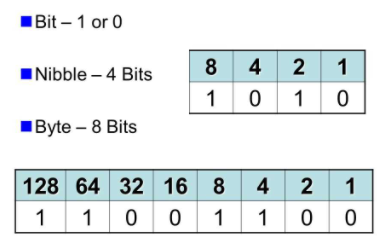 Bit – 1 or 0
Nibble – 4 Bits
8 4 2 1
1 0 1 0
Byte – 8 Bits
128 64 32 16 8 4 2 1
1 1 0 0 1 1 0 0